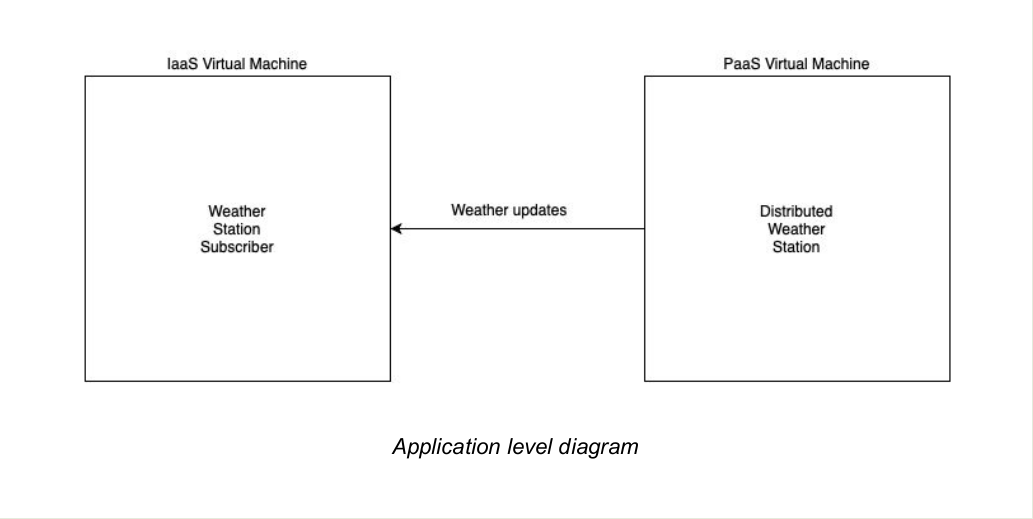 IaaS Virtual Machine
PaaS Virtual Machine
Weather
Station
Subscriber
Weather updates
Distributed
Weather
Station
Application level diagram